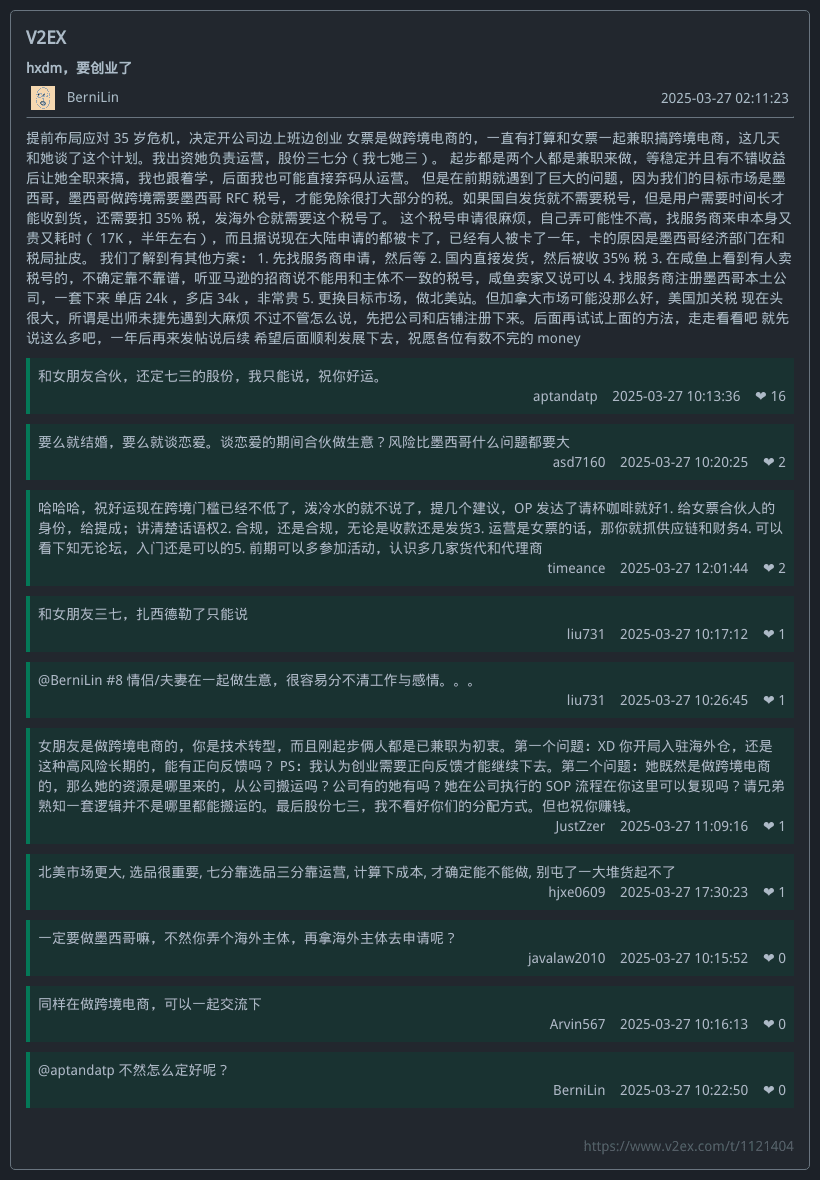 V2EX
hxdm，要创业了
BerniLin
2025-03-27 02:11:23
提前布局应对 35 岁危机，决定开公司边上班边创业 女票是做跨境电商的，一直有打算和女票一起兼职搞跨境电商，这几天
和她谈了这个计划。我出资她负责运营，股份三七分（我七她三）。 起步都是两个人都是兼职来做，等稳定并且有不错收益
后让她全职来搞，我也跟着学，后面我也可能直接弃码从运营。 但是在前期就遇到了巨大的问题，因为我们的目标市场是墨
西哥，墨西哥做跨境需要墨西哥 RFC 税号，才能免除很打大部分的税。如果国自发货就不需要税号，但是用户需要时间长才
能收到货，还需要扣 35% 税，发海外仓就需要这个税号了。 这个税号申请很麻烦，自己弄可能性不高，找服务商来申本身又
贵又耗时（ 17K ，半年左右），而且据说现在大陆申请的都被卡了，已经有人被卡了一年，卡的原因是墨西哥经济部门在和
税局扯皮。 我们了解到有其他方案： 1. 先找服务商申请，然后等 2. 国内直接发货，然后被收 35% 税 3. 在咸鱼上看到有人卖
税号的，不确定靠不靠谱，听亚马逊的招商说不能用和主体不一致的税号，咸鱼卖家又说可以 4. 找服务商注册墨西哥本土公
司，一套下来 单店 24k ，多店 34k ，非常贵 5. 更换目标市场，做北美站。但加拿大市场可能没那么好，美国加关税 现在头
很大，所谓是出师未捷先遇到大麻烦 不过不管怎么说，先把公司和店铺注册下来。后面再试试上面的方法，走走看看吧 就先
说这么多吧，一年后再来发帖说后续 希望后面顺利发展下去，祝愿各位有数不完的 money
和女朋友合伙，还定七三的股份，我只能说，祝你好运。
aptandatp 2025-03-27 10:13:36 ❤ 16
要么就结婚，要么就谈恋爱。谈恋爱的期间合伙做生意？风险比墨西哥什么问题都要大
asd7160 2025-03-27 10:20:25 ❤ 2
哈哈哈，祝好运现在跨境门槛已经不低了，泼冷水的就不说了，提几个建议，OP 发达了请杯咖啡就好1. 给女票合伙人的
身份，给提成；讲清楚话语权2. 合规，还是合规，无论是收款还是发货3. 运营是女票的话，那你就抓供应链和财务4. 可以
看下知无论坛，入门还是可以的5. 前期可以多参加活动，认识多几家货代和代理商
timeance 2025-03-27 12:01:44 ❤ 2
和女朋友三七，扎西德勒了只能说
liu731 2025-03-27 10:17:12 ❤ 1
@BerniLin #8 情侣/夫妻在一起做生意，很容易分不清工作与感情。。。
liu731 2025-03-27 10:26:45 ❤ 1
女朋友是做跨境电商的，你是技术转型，而且刚起步俩人都是已兼职为初衷。第一个问题：XD 你开局入驻海外仓，还是
这种高风险长期的，能有正向反馈吗？ PS：我认为创业需要正向反馈才能继续下去。第二个问题：她既然是做跨境电商
的，那么她的资源是哪里来的，从公司搬运吗？公司有的她有吗？她在公司执行的 SOP 流程在你这里可以复现吗？请兄弟
熟知一套逻辑并不是哪里都能搬运的。最后股份七三，我不看好你们的分配方式。但也祝你赚钱。
JustZzer 2025-03-27 11:09:16 ❤ 1
北美市场更大, 选品很重要, 七分靠选品三分靠运营, 计算下成本, 才确定能不能做, 别屯了一大堆货起不了
hjxe0609 2025-03-27 17:30:23 ❤ 1
一定要做墨西哥嘛，不然你弄个海外主体，再拿海外主体去申请呢？
javalaw2010 2025-03-27 10:15:52 ❤ 0
同样在做跨境电商，可以一起交流下
Arvin567 2025-03-27 10:16:13 ❤ 0
@aptandatp 不然怎么定好呢？
BerniLin 2025-03-27 10:22:50 ❤ 0
https://www.v2ex.com/t/1121404